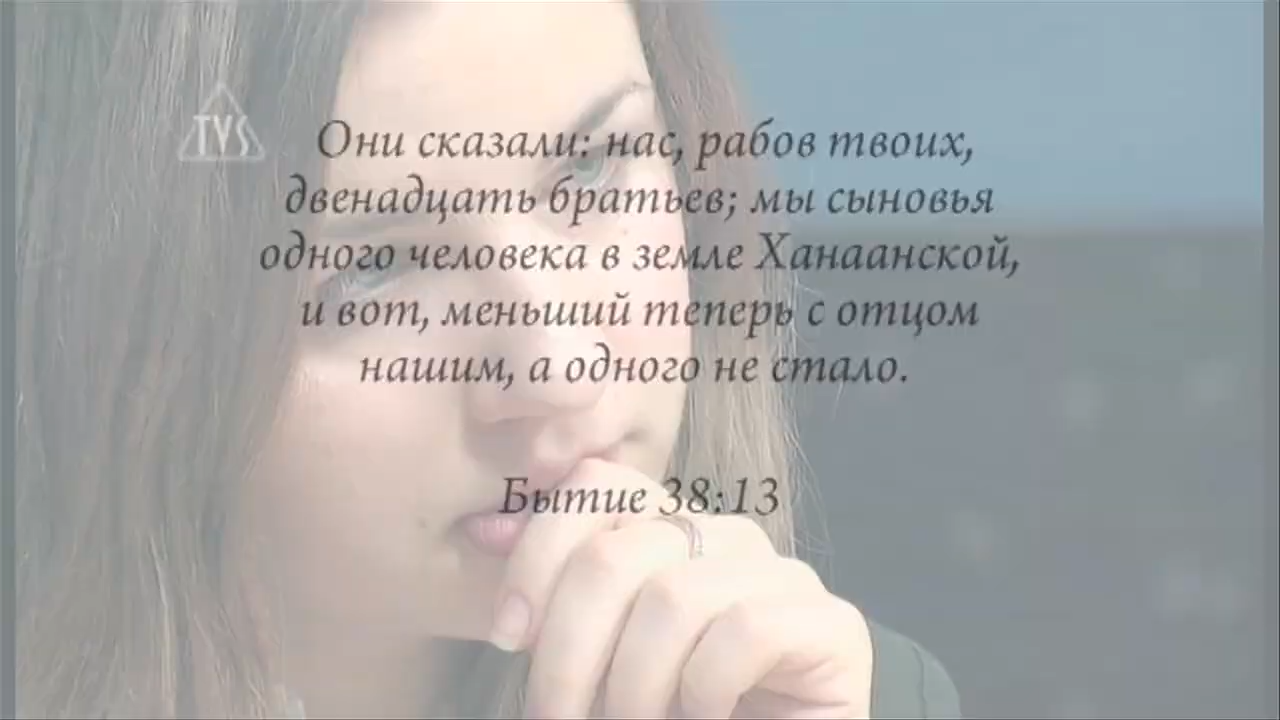 TVS
Они сказали: нас, рабов твоих,
двенадцать братьев; мы сыновья
одного человека в земле Ханаанской,
и вот, меньший теперь с отцом
нашим, а одного не стало.
Бытие 38:13